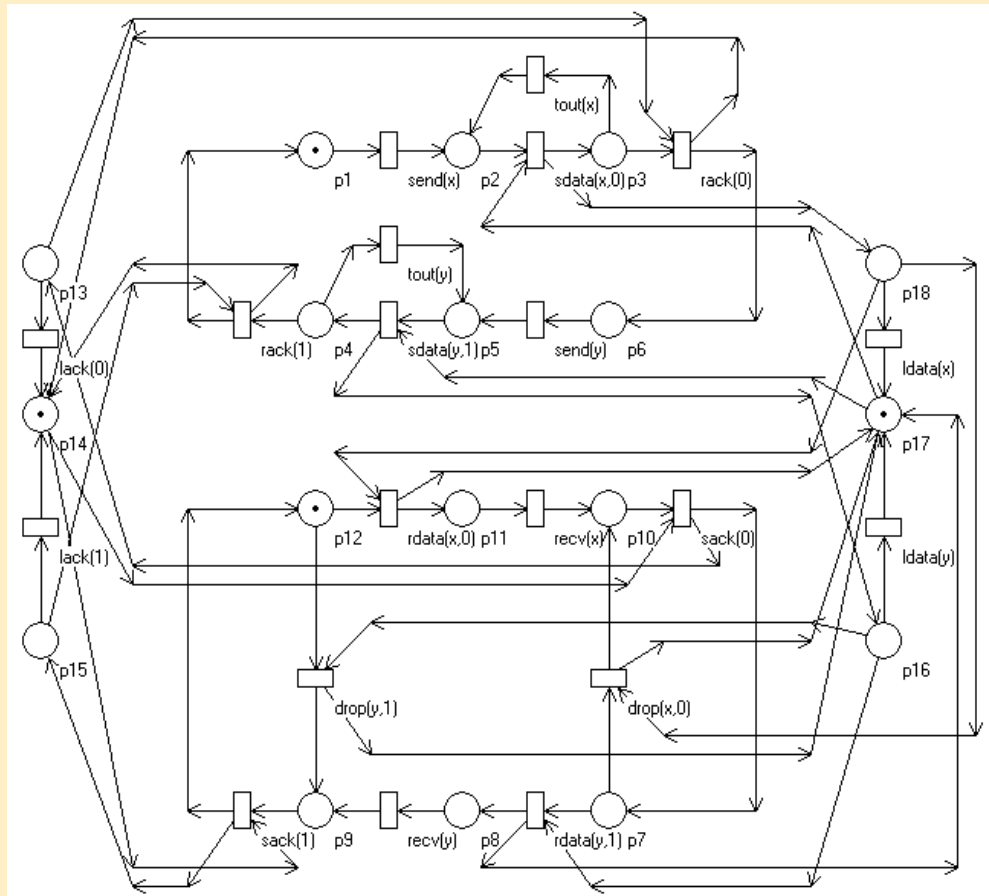 tout(x)
p1
send(x)
p2
sdata(x,0)
p3
rack(0)
p13
tout(y)
p18
rack(1)
p4
sdata(y,1)
p5
send(y)
p6
lack(0)
ldata(x)
p14
p17
p12
rdata(x,0)
p11
recv(x)
p10
sack(0)
lack(1)
ldata(y)
p15
p16
drop(y,1)
drop(x,0)
sack(1)
p9
recv(y)
p8
rdata(y,1)
p7